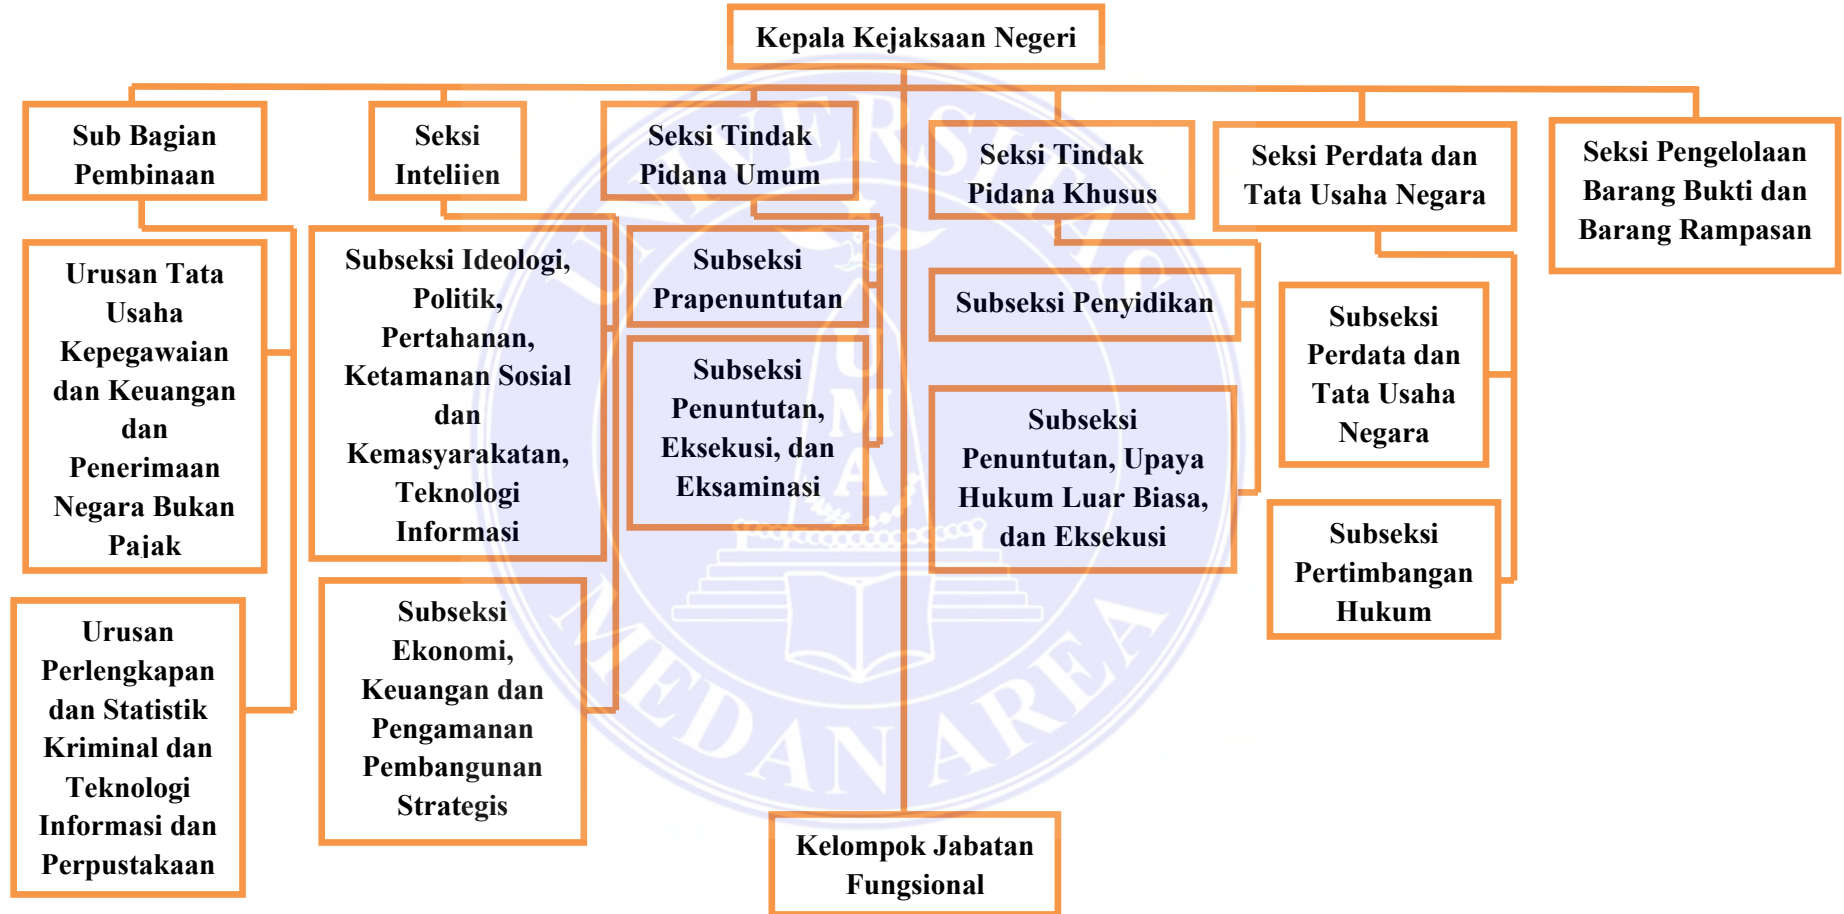 Kepala Kejaksaan Negeri
Sub Bagian
Pembinaan
Seksi
Intelijen
Seksi Tindak
Pidana Umum
Seksi Tindak
Pidana Khusus
Seksi Perdata dan
Tata Usaha Negara
Seksi Pengelolaan
Barang Bukti dan
Barang Rampasan
Urusan Tata
Usaha
Kepegawaian
dan Keuangan
dan
Penerimaan
Negara Bukan
Pajak
Urusan
Perlengkapan
dan Statistik
Kriminal dan
Teknologi
Informasi dan
Perpustakaan
Subseksi Ideologi,
Politik,
Pertahanan,
Ketamanan Sosial
dan
Kemasyarakatan,
Teknologi
Informasi
Subseksi
Ekonomi,
Keuangan dan
Pengamanan
Pembangunan
Strategis
Subseksi
Prapenuntutan
Subseksi
Penuntutan,
Eksekusi, dan
Eksaminasi
Subseksi Penyidikan
Subseksi
Penuntutan, Upaya
Hukum Luar Biasa,
dan Eksekusi
Subseksi
Perdata dan
Tata Usaha
Negara
Subseksi
Pertimbangan
Hukum
Kelompok Jabatan
Fungsional
UNIVERSITAS
MEDAN AREA
UMA